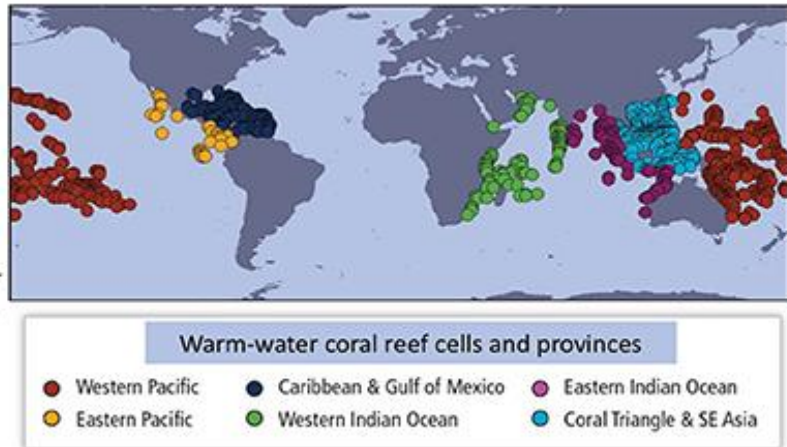 Warm-water coral reef cells and provinces
Western Pacific Caribbean & Gulf of Mexico Eastern Indian Ocean
Eastern Pacific Western Indian Ocean Coral Triangle & SE Asia